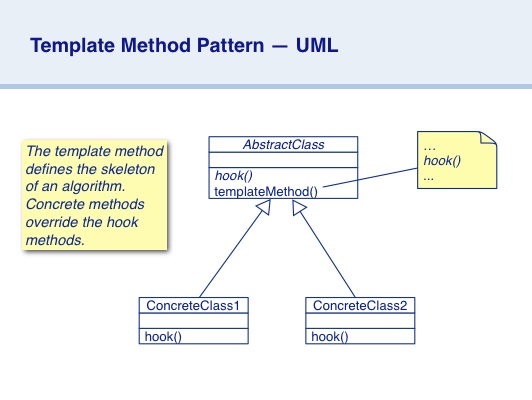 Template Method Pattern — UML
The template method
defines the skeleton
of an algorithm.
Concrete methods
override the hook
methods.
AbstractClass
hook()
templateMethod()
…
hook()
...
ConcreteClass1
hook()
ConcreteClass2
hook()